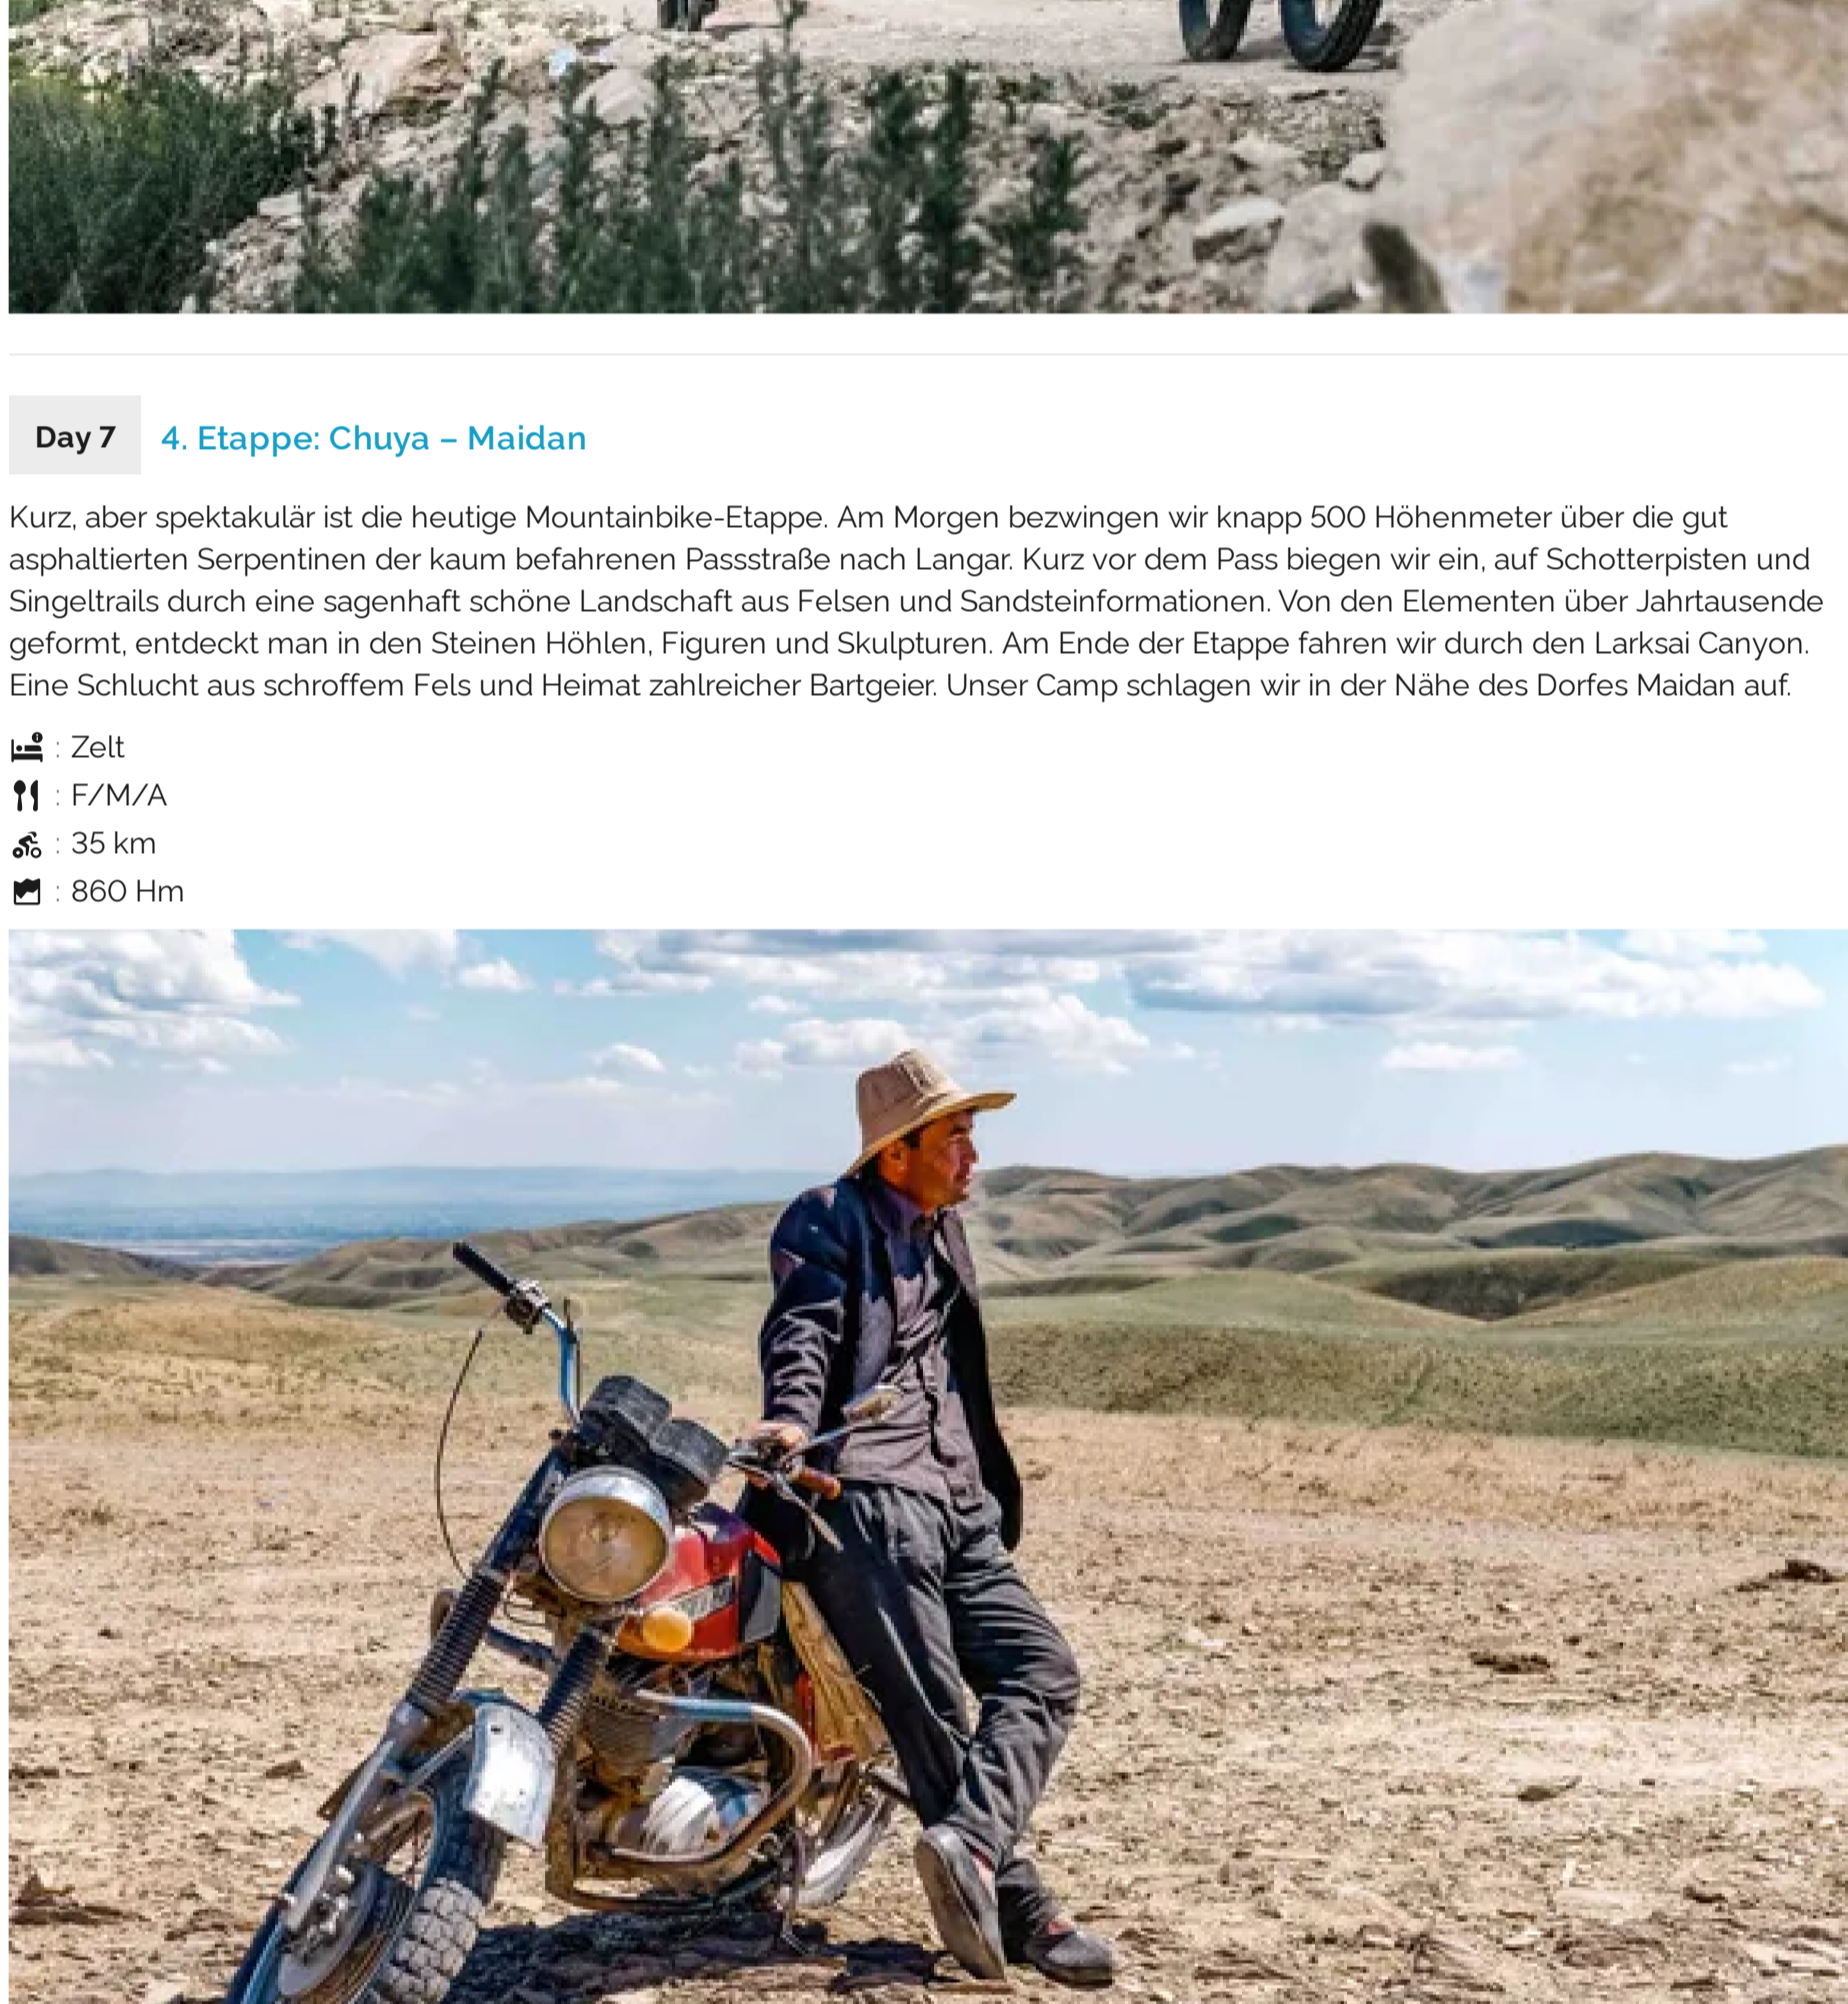 Day 7
4. Etappe: Chuya – Maidan
Kurz, aber spektakulär ist die heutige Mountainbike-Etappe. Am Morgen bezwingen wir knapp 500 Höhenmeter über die gut
asphaltierten Serpentinen der kaum befahrenen Passstraße nach Langar. Kurz vor dem Pass biegen wir ein, auf Schotterpisten und
Singeltrails durch eine sagenhaft schöne Landschaft aus Felsen und Sandsteinformationen. Von den Elementen über Jahrtausende
geformt, entdeckt man in den Steinen Höhlen, Figuren und Skulpturen. Am Ende der Etappe fahren wir durch den Larksai Canyon.
Eine Schlucht aus schroffem Fels und Heimat zahlreicher Bartgeier. Unser Camp schlagen wir in der Nähe des Dorfes Maidan auf.
: Zelt
: F/M/A
: 35 km
: 860 Hm